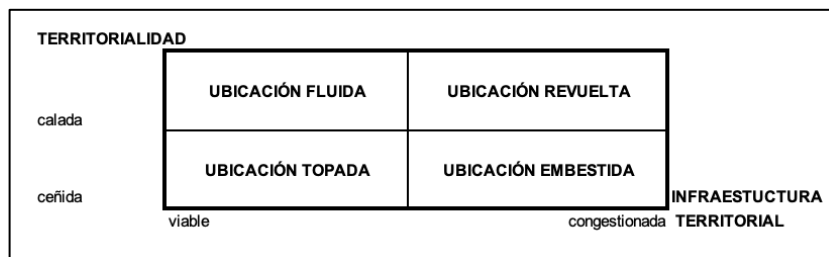 TERRITORIALIDAD
UBICACIÓN FLUIDA UBICACIÓN REVUELTA
calada
UBICACIÓN TOPADA UBICACIÓN EMBESTIDA
ceñida INFRAESTUCTURA
viable congestionada TERRITORIAL